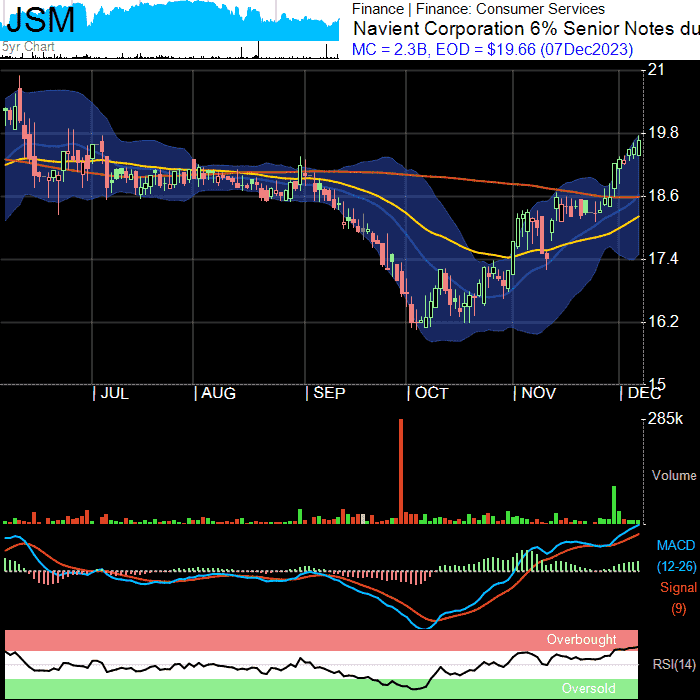 JSM
5yr Chart
Finance | Finance: Consumer Services
Navient Corporation 6% Senior Notes du
MC = 2.3B, EOD = $19.66 (07Dec2023)
21
19.8
18.6
17.4
16.2
15
| JUL | AUG | SEP | OCT | NOV | DEC
285k
Volume
MACD
(12-26)
Signal
(9)
Overbought
RSI(14)
Oversold